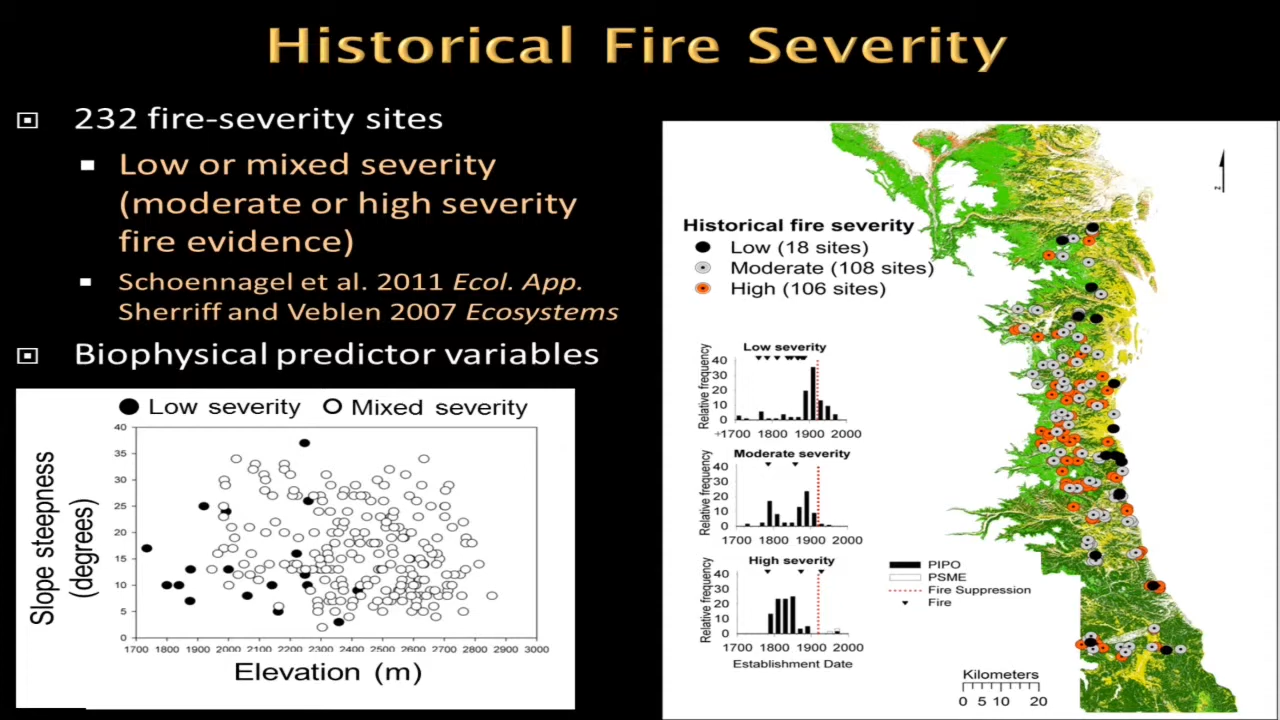 Historical Fire Severity
232 fire-severity sites
Low or mixed severity
(moderate or high severity
fire evidence)
Schoennagel et al. 2011 Ecol. App.
Sherriff and Veblen 2007 Ecosystems
Biophysical predictor variables
Low severity Mixed severity
Slope steepness
(degrees)
40
35
30
25
20
15
10
5
0
1700 1800 1900 2000 2100 2200 2300 2400 2500 2600 2700 2800 2900 3000
Elevation (m)
Historical fire severity
Low (18 sites)
Moderate (108 sites)
High (106 sites)
Low severity
Relative frequency
40
30
20
10
0
+1700 1800 1900 2000
Moderate severity
Relative frequency
40
30
20
10
0
1700 1800 1900 2000
High severity
Relative frequency
40
30
20
10
0
1700 1800 1900 2000
Establishment Date
PIPO
PSME
Fire Suppression
Fire
Kilometers
0 5 10 20
N